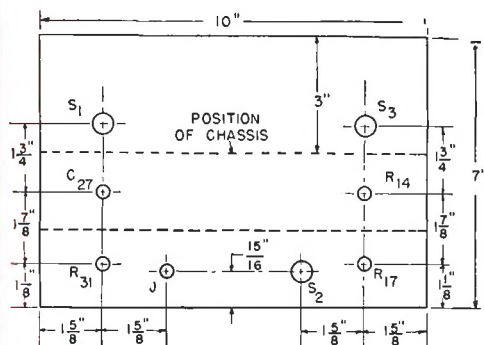 10"
S1
3"
S3
POSITION
OF CHASSIS
1 3/4"
1 3/4"
7"
C27
R14
1 7/8"
1 7/8"
15/16"
R31
J
S2
R17
1 1/8"
1 1/8"
1 5/8"
1 5/8"
1 5/8"
1 5/8"